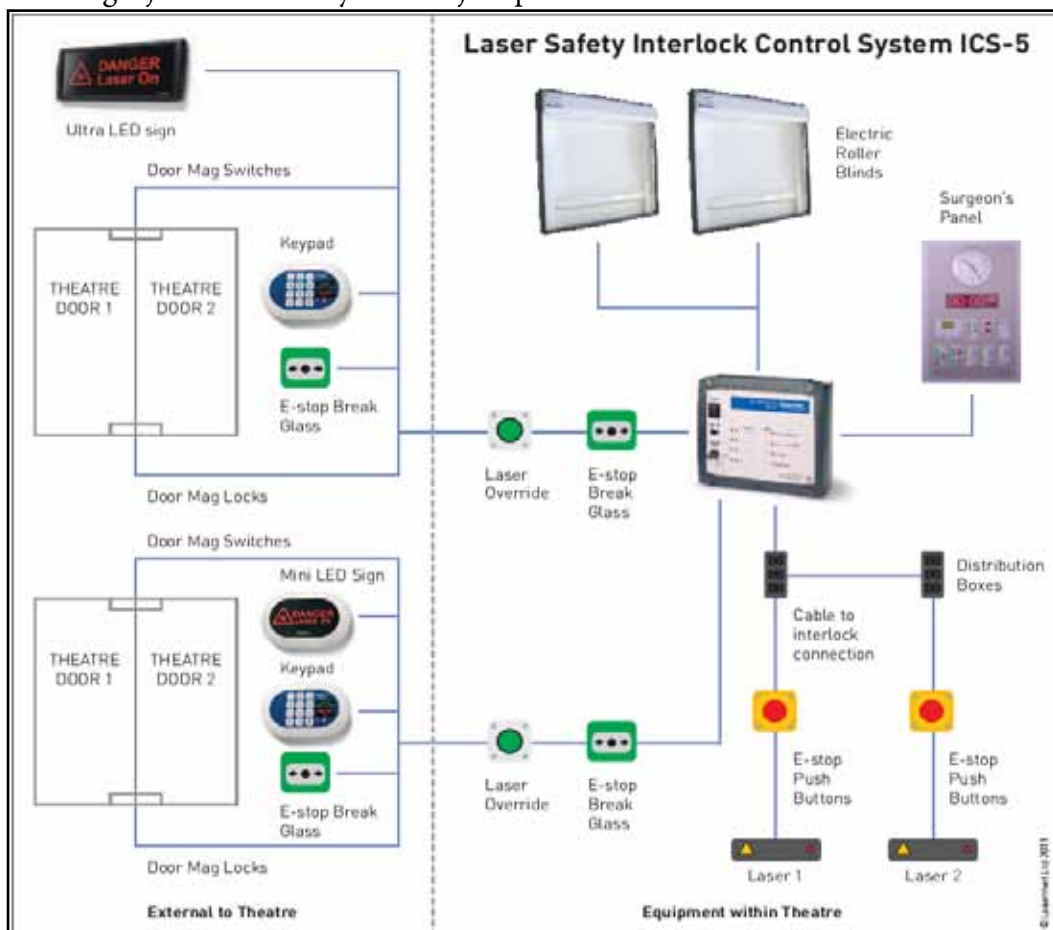 Laser Safety Interlock Control System ICS-5
DANGER
Laser On
Ultra LED sign
Door Mag Switches
THEATRE
DOOR 1
THEATRE
DOOR 2
Keypad
E-stop Break
Glass
Door Mag Locks
Electric
Roller
Blinds
Surgeon's
Panel
Laser
Override
E-stop
Break
Glass
Door Mag Switches
Mini LED Sign
DANGER
THEATRE
DOOR 1
THEATRE
DOOR 2
Keypad
E-stop Break
Glass
Door Mag Locks
Laser
Override
E-stop
Break
Glass
Distribution
Boxes
Cable to
interlock
connection
E-stop
Push
Buttons
E-stop
Push
Buttons
Laser 1
Laser 2
External to Theatre
Equipment within Theatre
© Lasermet Ltd 2011